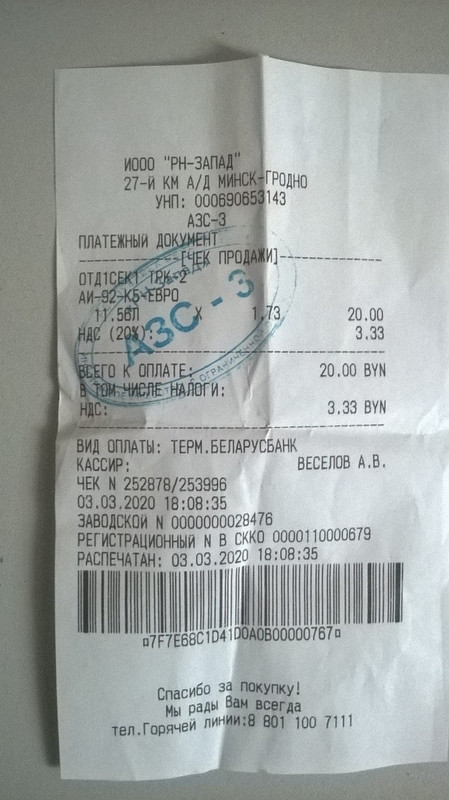 ИООО "РН-ЗАПАД"
27-Й КМ А/Д МИНСК-ГРОДНО
УНП: 000690653143
АЗС-3
ПЛАТЕЖНЫЙ ДОКУМЕНТ
--------------[ЧЕК ПРОДАЖИ]--------------
ОТД1СЕК1 ТРК-2
АИ-92-К5-ЕВРО
11.56Л X 1.73 20.00
НДС (20%): 3.33
ВСЕГО К ОПЛАТЕ: 20.00 BYN
В ТОМ ЧИСЛЕ НАЛОГИ:
НДС: 3.33 BYN
АЗС - 3
ВИД ОПЛАТЫ: ТЕРМ.БЕЛАРУСБАНК
КАССИР: ВЕСЕЛОВ А.В.
ЧЕК N 252878/253996
03.03.2020 18:08:35
ЗАВОДСКОЙ N 0000000028476
РЕГИСТРАЦИОННЫЙ N В СККО 0000110000679
РАСПЕЧАТАН: 03.03.2020 18:08:35
¤7F7E68C1D41D0A0B00000767¤
Спасибо за покупку!
Мы рады Вам всегда
тел.Горячей линии:8 801 100 7111